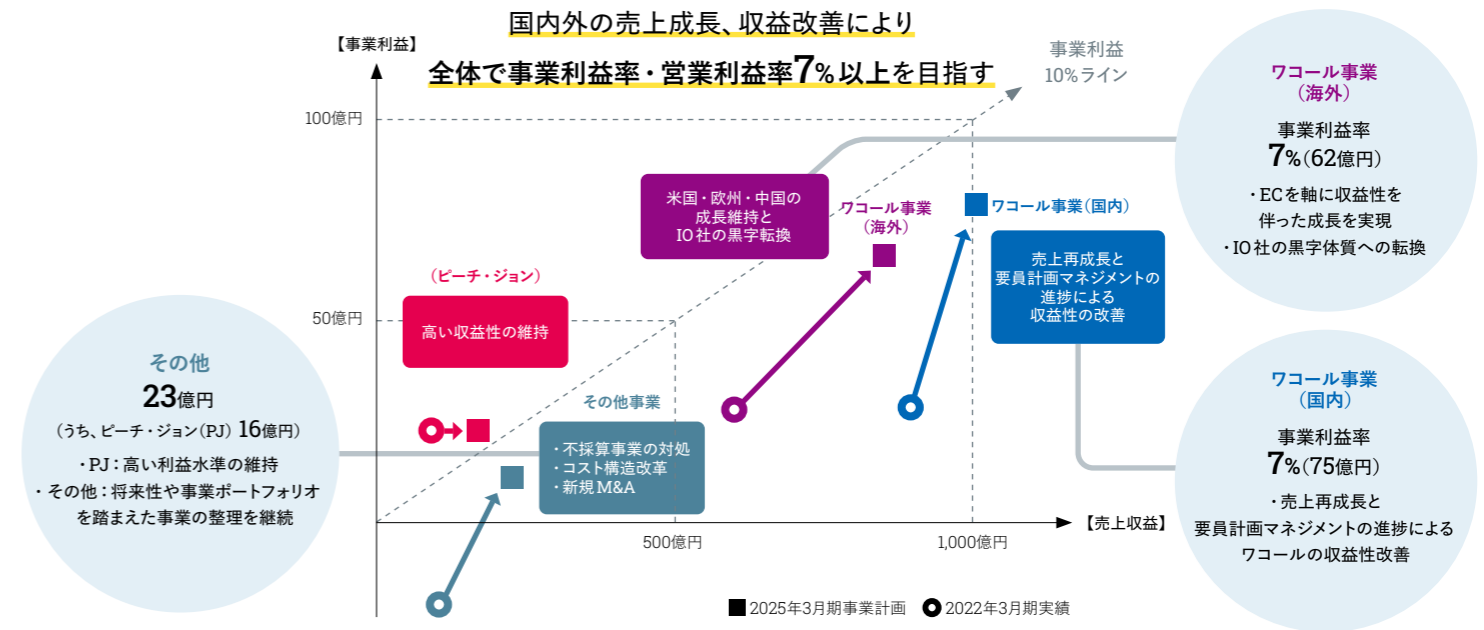 国内外の売上成長、収益改善により
全体で事業利益率・営業利益率7%以上を目指す
【事業利益】
事業利益
10%ライン
100億円
50億円
米国・欧州・中国の
成長維持と
IO社の黒字転換
ワコール事業
(海外)
ワコール事業(国内)
売上再成長と
要員計画マネジメントの
進捗による
収益性の改善
(ピーチ・ジョン)
高い収益性の維持
その他事業
・不採算事業の対処
・コスト構造改革
・新規M&A
【売上収益】
500億円
1,000億円
■2025年3月期事業計画 2022年3月期実績
その他
23億円
(うち、ピーチ・ジョン(PJ) 16億円)
・PJ:高い利益水準の維持
・その他:将来性や事業ポートフォリオ
を踏まえた事業の整理を継続
ワコール事業
(海外)
事業利益率
7%(62億円)
・ECを軸に収益性を
伴った成長を実現
・IO社の黒字体質への転換
ワコール事業
(国内)
事業利益率
7%(75億円)
・売上再成長と
要員計画マネジメントの進捗による
ワコールの収益性改善